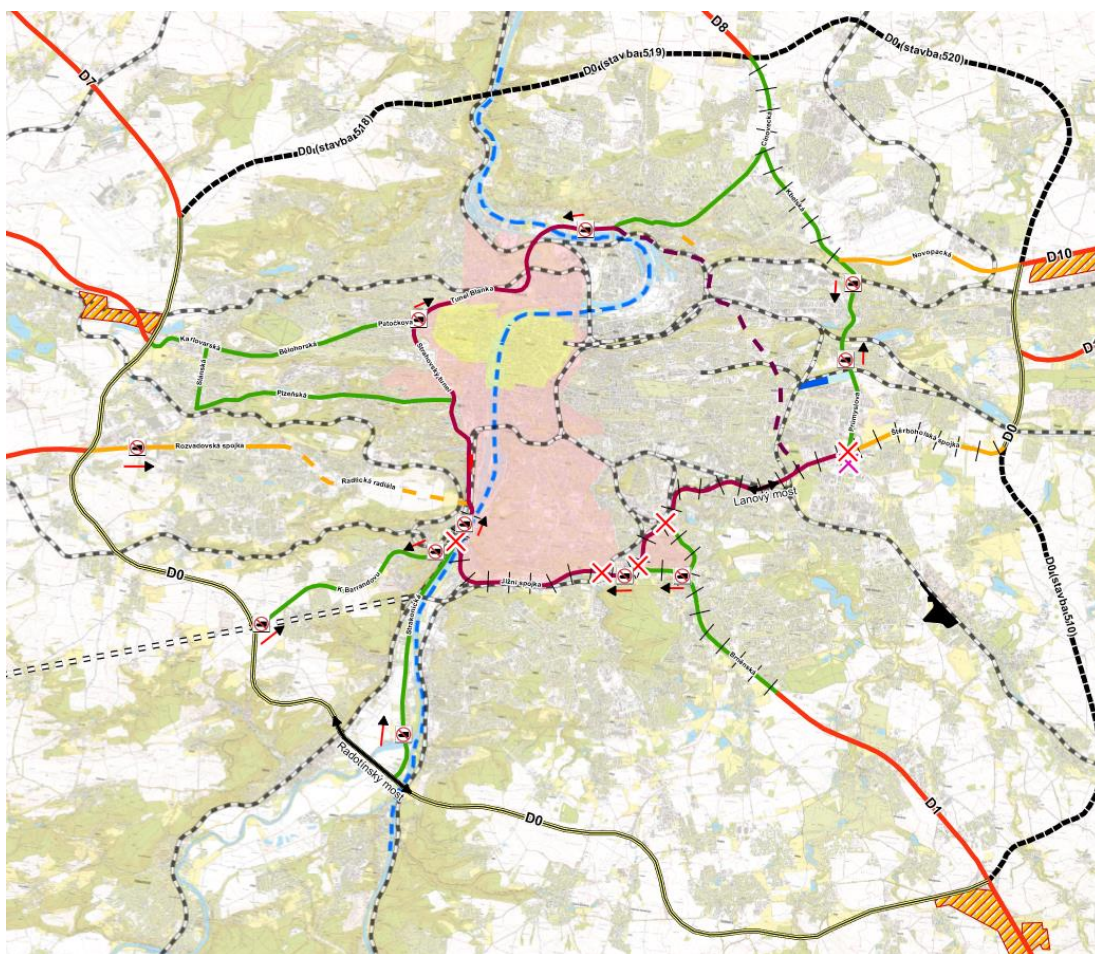 D8
D0 (stavba 519)
D0 (stavba 520)
D7
D0 (stavba 518)
Cínovecká
Kbelská
Novopacká
D10
Tunel Blanka
Patočkova
Karlovarská
Bělohorská
Strahovský tunel
Slánská
Plzeňská
Průmyslová
Štěrboholská spojka
D0
Rozvadovská spojka
Radlická radiála
Lanový most
D0
K Barrandovu
Jižní spojka
Strakonická
D0 (stavba 510)
Brněnská
Radotínský most
D0
D1